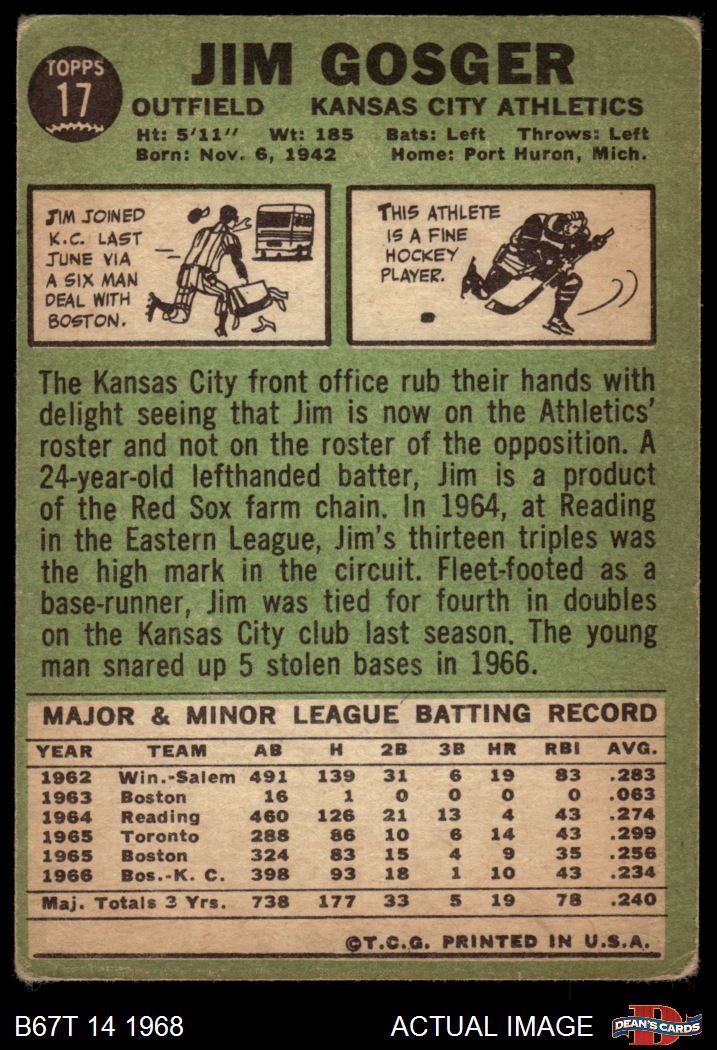 TOPPS
17
JIM GOSGER
OUTFIELD KANSAS CITY ATHLETICS
Ht: 5'11" Wt: 185 Bats: Left Throws: Left
Born: Nov. 6, 1942 Home: Port Huron, Mich.
JIM JOINED
K.C. LAST
JUNE VIA
A SIX MAN
DEAL WITH
BOSTON.
THIS ATHLETE
IS A FINE
HOCKEY
PLAYER.
The Kansas City front office rub their hands with
delight seeing that Jim is now on the Athletics'
roster and not on the roster of the opposition. A
24-year-old lefthanded batter, Jim is a product
of the Red Sox farm chain. In 1964, at Reading
in the Eastern League, Jim's thirteen triples was
the high mark in the circuit. Fleet-footed as a
base-runner, Jim was tied for fourth in doubles
on the Kansas City club last season. The young
man snared up 5 stolen bases in 1966.
MAJOR & MINOR LEAGUE BATTING RECORD
YEAR TEAM AB H 2B 3B HR RBI AVG.
1962 Win.-Salem 491 139 31 6 19 83 .283
1963 Boston 16 1 0 0 0 0 .063
1964 Reading 460 126 21 13 4 43 .274
1965 Toronto 288 86 10 6 14 43 .299
1965 Boston 324 83 15 4 9 35 .256
1966 Bos.-K. C. 398 93 18 1 10 43 .234
Maj. Totals 3 Yrs. 738 177 33 5 19 78 .240
©T.C.G. PRINTED IN U.S.A.
B67T 14 1968 ACTUAL IMAGE
DEAN'S CARDS